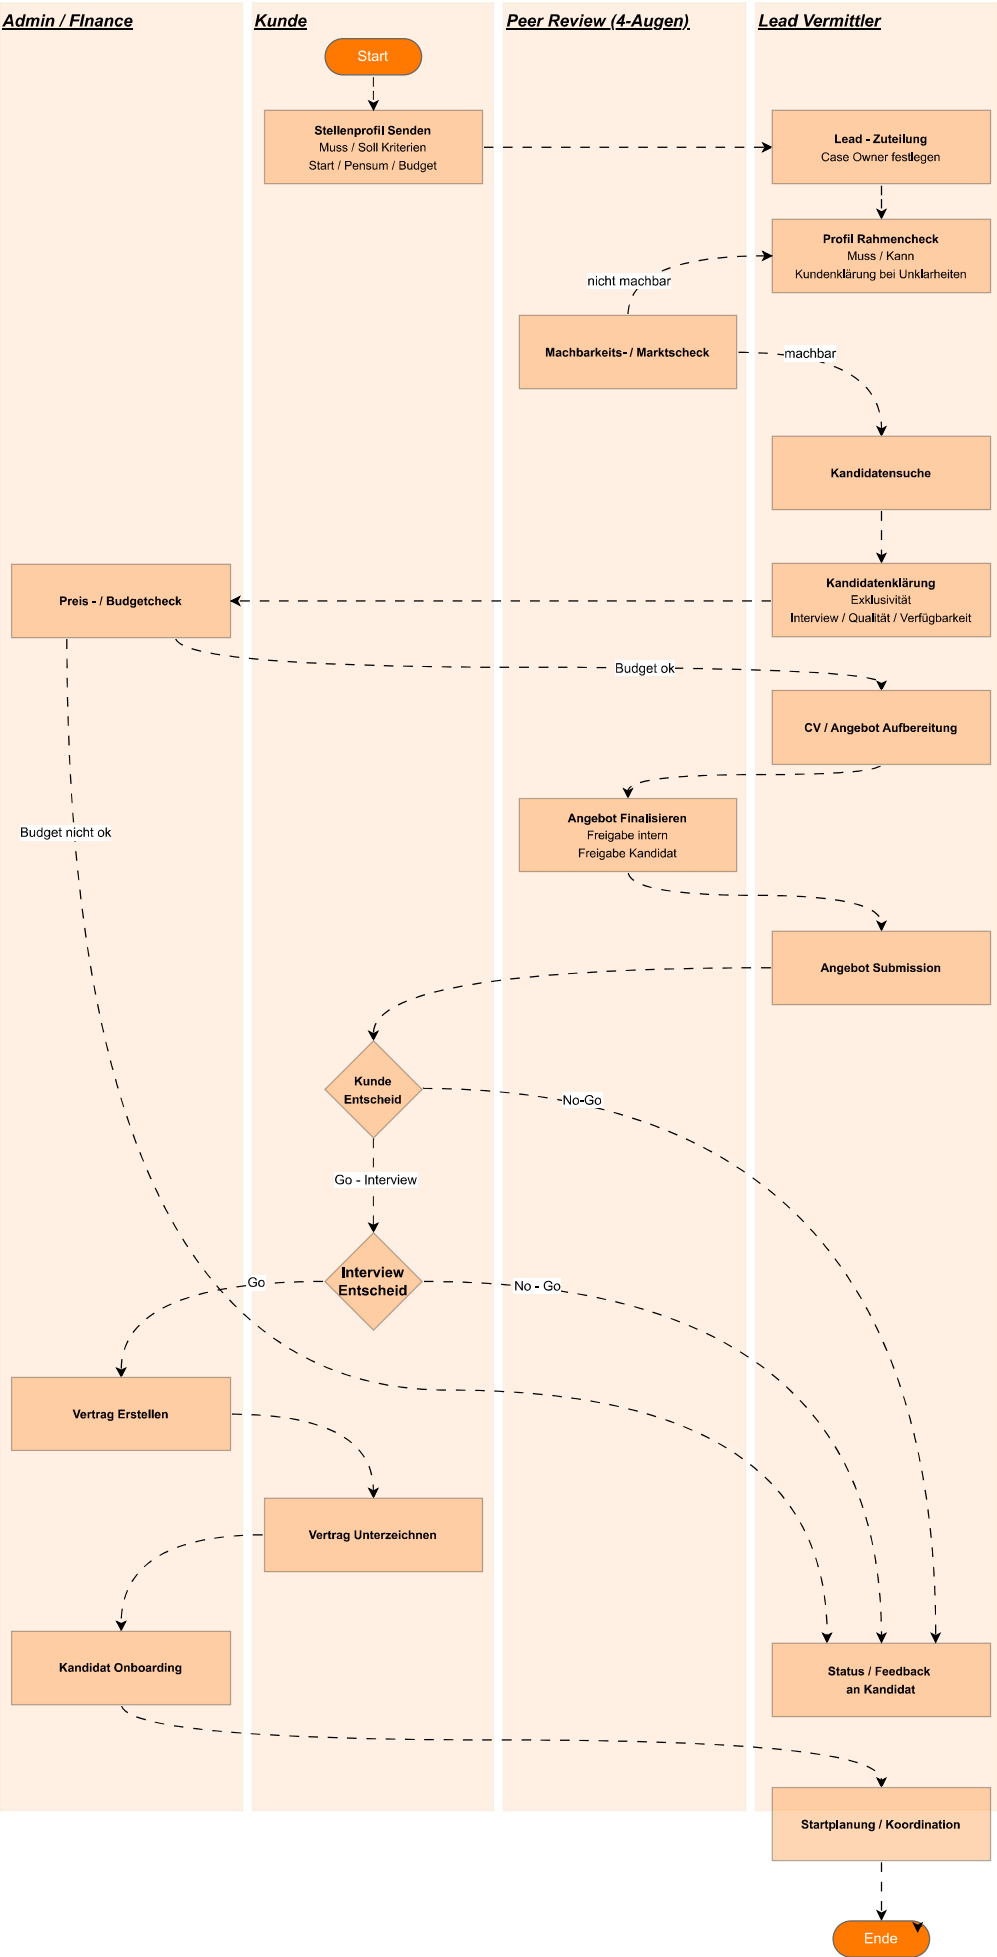 Admin / FInance
Kunde
Peer Review (4-Augen)
Lead Vermittler
Start
Stellenprofil Senden
Muss / Soll Kriterien
Start / Pensum / Budget
Lead - Zuteilung
Case Owner festlegen
Profil Rahmencheck
Muss / Kann
Kundenklärung bei Unklarheiten
nicht machbar
Machbarkeits- / Marktscheck
machbar
Kandidatensuche
Kandidatenklärung
Exklusivität
Interview / Qualität / Verfügbarkeit
Preis - / Budgetcheck
Budget ok
CV / Angebot Aufbereitung
Angebot Finalisieren
Freigabe intern
Freigabe Kandidat
Budget nicht ok
Angebot Submission
Kunde
Entscheid
No-Go
Go - Interview
Interview
Entscheid
Go
No - Go
Vertrag Erstellen
Vertrag Unterzeichnen
Kandidat Onboarding
Status / Feedback
an Kandidat
Startplanung / Koordination
Ende